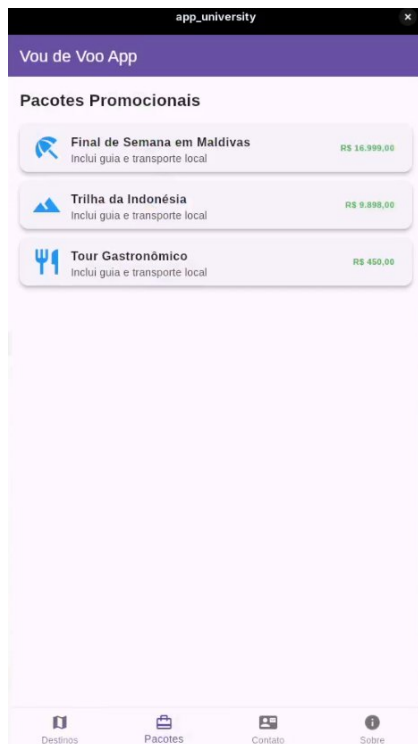 app_university
Vou de Voo App
Pacotes Promocionais
Final de Semana em Maldivas
Inclui guia e transporte local
R$ 16.999,00
Trilha da Indonésia
Inclui guia e transporte local
R$ 9.898,00
Tour Gastronômico
Inclui guia e transporte local
R$ 450,00
Destinos
Pacotes
Contato
Sobre